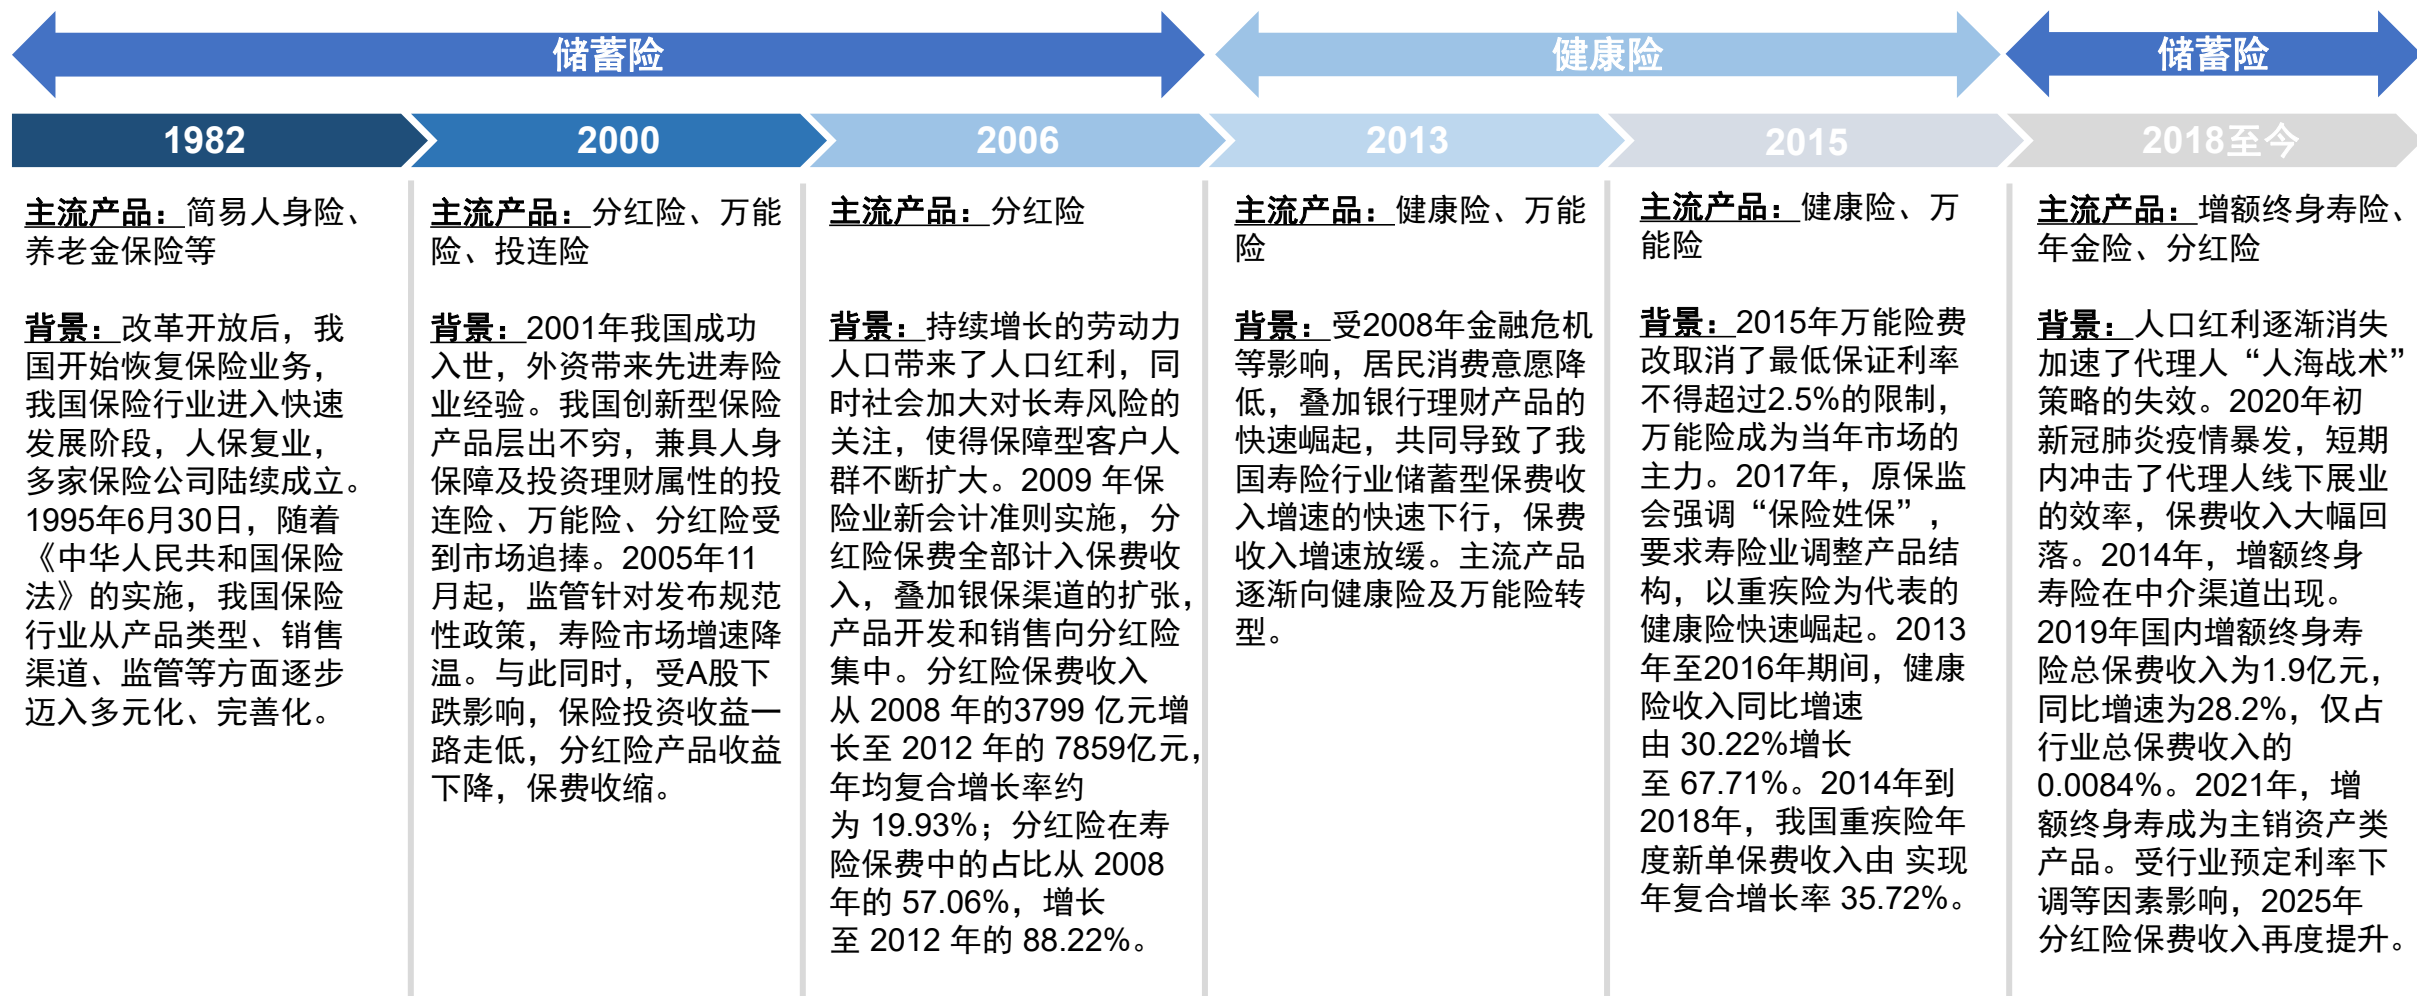 储蓄险
健康险
储蓄险
1982
2000
2006
2013
2015
2018至今
主流产品：简易人身险、
养老金保险等
背景：改革开放后，我
国开始恢复保险业务，
我国保险行业进入快速
发展阶段，人保复业，
多家保险公司陆续成立。
1995年6月30日，随着
《中华人民共和国保险
法》的实施，我国保险
行业从产品类型、销售
渠道、监管等方面逐步
迈入多元化、完善化。
主流产品：分红险、万能
险、投连险
背景：2001年我国成功
入世，外资带来先进寿险
业经验。我国创新型保险
产品层出不穷，兼具人身
保障及投资理财属性的投
连险、万能险、分红险受
到市场追捧。2005年11
月起，监管针对发布规范
性政策，寿险市场增速降
温。与此同时，受A股下
跌影响，保险投资收益一
路走低，分红险产品收益
下降，保费收缩。
主流产品：分红险
背景：持续增长的劳动力
人口带来了人口红利，同
时社会加大对长寿风险的
关注，使得保障型客户人
群不断扩大。2009 年保
险业新会计准则实施，分
红险保费全部计入保费收
入，叠加银保渠道的扩张，
产品开发和销售向分红险
集中。分红险保费收入
从 2008 年的3799 亿元增
长至 2012 年的 7859亿元，
年均复合增长率约
为 19.93%；分红险在寿
险保费中的占比从 2008
年的 57.06%，增长
至 2012 年的 88.22%。
主流产品：健康险、万能
险
背景：受2008年金融危机
等影响，居民消费意愿降
低，叠加银行理财产品的
快速崛起，共同导致了我
国寿险行业储蓄型保费收
入增速的快速下行，保费
收入增速放缓。主流产品
逐渐向健康险及万能险转
型。
主流产品：健康险、万
能险
背景：2015年万能险费
改取消了最低保证利率
不得超过2.5%的限制，
万能险成为当年市场的
主力。2017年，原保监
会强调“保险姓保”，
要求寿险业调整产品结
构，以重疾险为代表的
健康险快速崛起。2013
年至2016年期间，健康
险收入同比增速
由 30.22%增长
至 67.71%。2014年到
2018年，我国重疾险年
度新单保费收入由 实现
年复合增长率 35.72%。
主流产品：增额终身寿险、
年金险、分红险
背景：人口红利逐渐消失
加速了代理人“人海战术”
策略的失效。2020年初
新冠肺炎疫情暴发，短期
内冲击了代理人线下展业
的效率，保费收入大幅回
落。2014年，增额终身
寿险在中介渠道出现。
2019年国内增额终身寿
险总保费收入为1.9亿元，
同比增速为28.2%，仅占
行业总保费收入的
0.0084%。2021年，增
额终身寿成为主销资产类
产品。受行业预定利率下
调等因素影响，2025年
分红险保费收入再度提升。